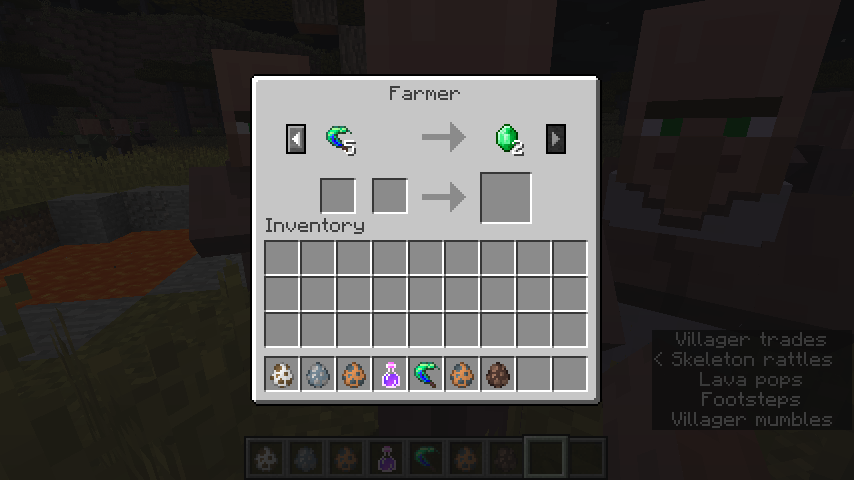 Farmer
5
2
Inventory
Villager trades
< Skeleton rattles
Lava pops
Footsteps
Villager mumbles